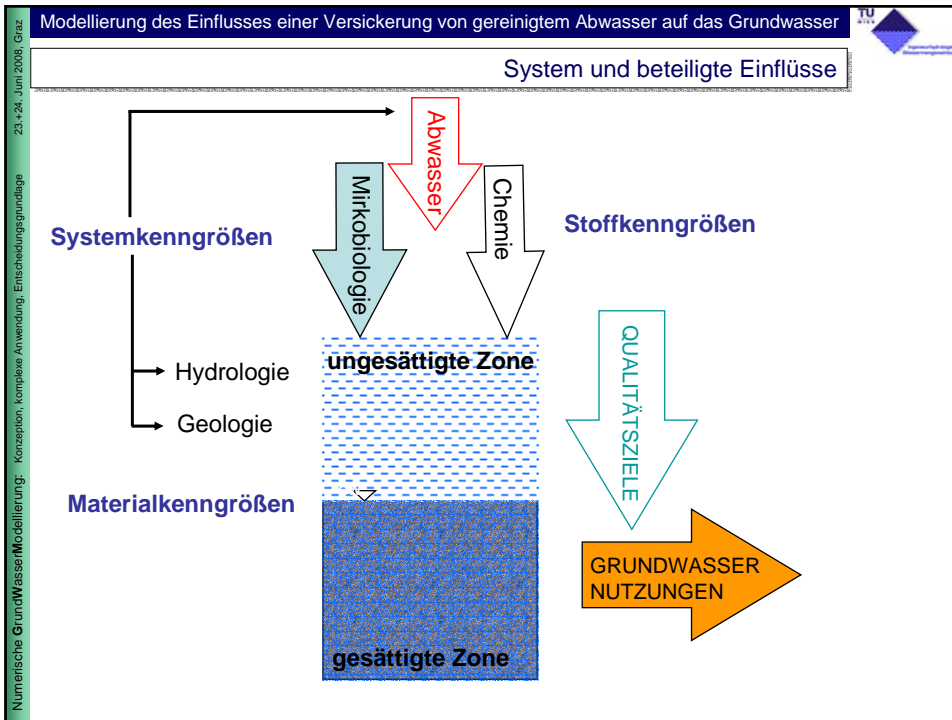 Modellierung des Einflusses einer Versickerung von gereinigtem Abwasser auf das Grundwasser
TU
WIEN
System und beteiligte Einflüsse
Numerische GrundWasserModellierung: Konzeption, komplexe Anwendung, Entscheidungsgrundlage 23.+24. Juni 2008, Graz
Abwasser
Mirkobiologie
Chemie
Systemkenngrößen
Stoffkenngrößen
QUALITÄTSZIELE
ungesättigte Zone
Hydrologie
Geologie
Materialkenngrößen
GRUNDWASSER
NUTZUNGEN
gesättigte Zone